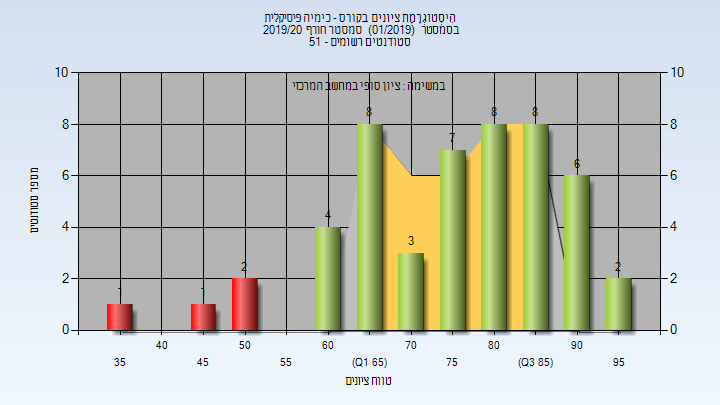 היסטוגרמת ציונים בקורס - כימיה פיסיקלית
בסמסטר (01/2019) סמסטר חורף 2019/20
סטודנטים רשומים - 51
במשימה : ציון סופי במחשב המרכזי
מספר סטודנטים
10 10
8 8
6 6
4 4
2 2
0 0
1 1 2 4 8 3 7 8 8 6 2
40 50 60 70 80 90
35 45 55 (Q1 65) 75 (Q3 85) 95
טווח ציונים